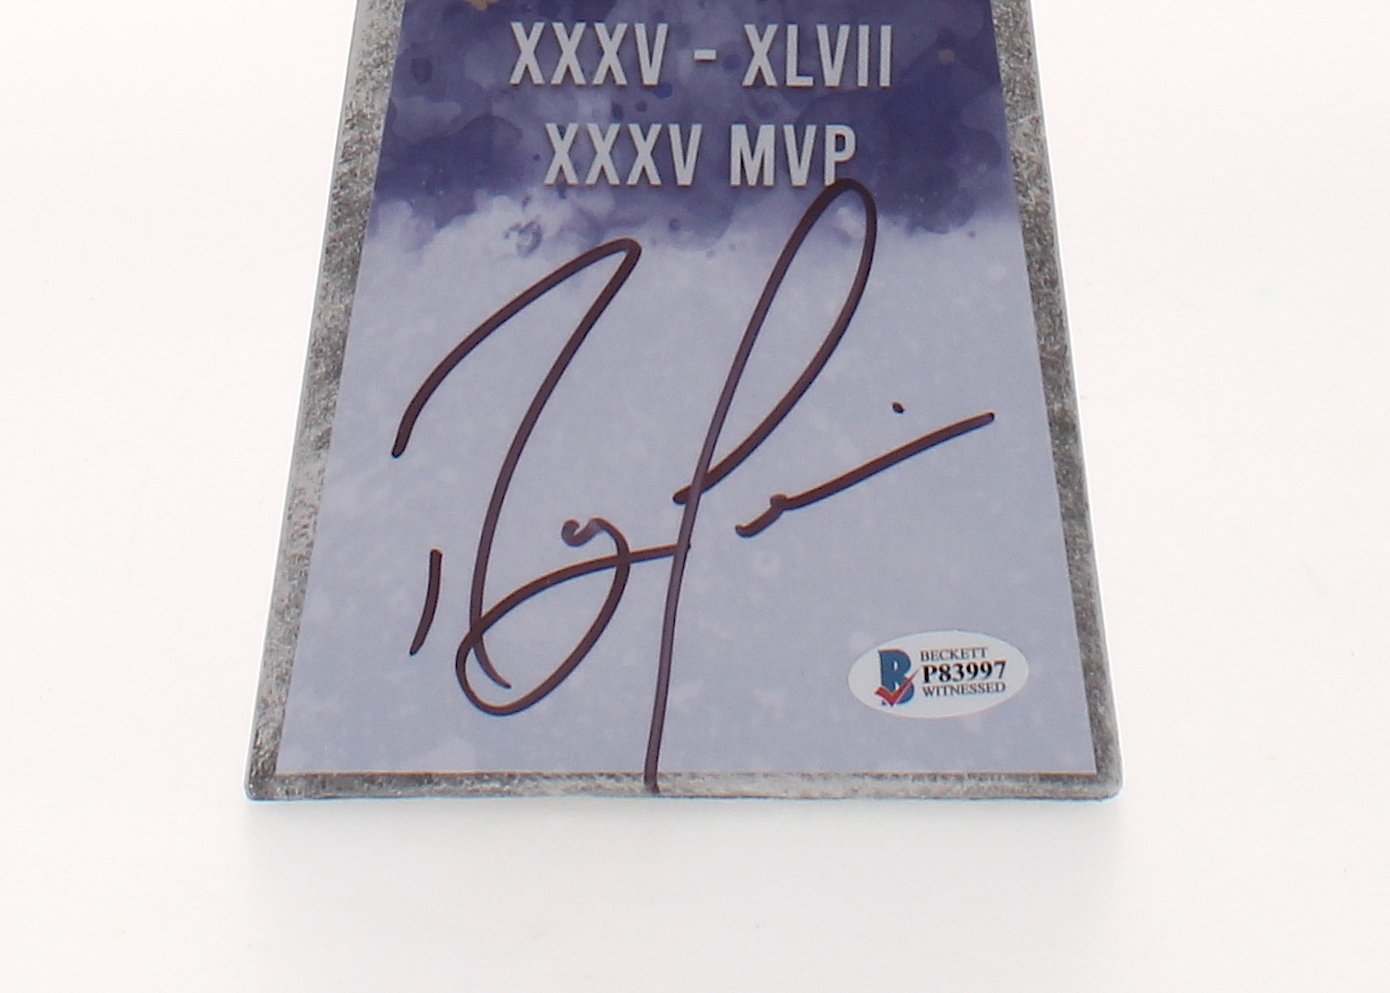 XXXV - XLVII
XXXV MVP
BECKETT
P83997
WITNESSED